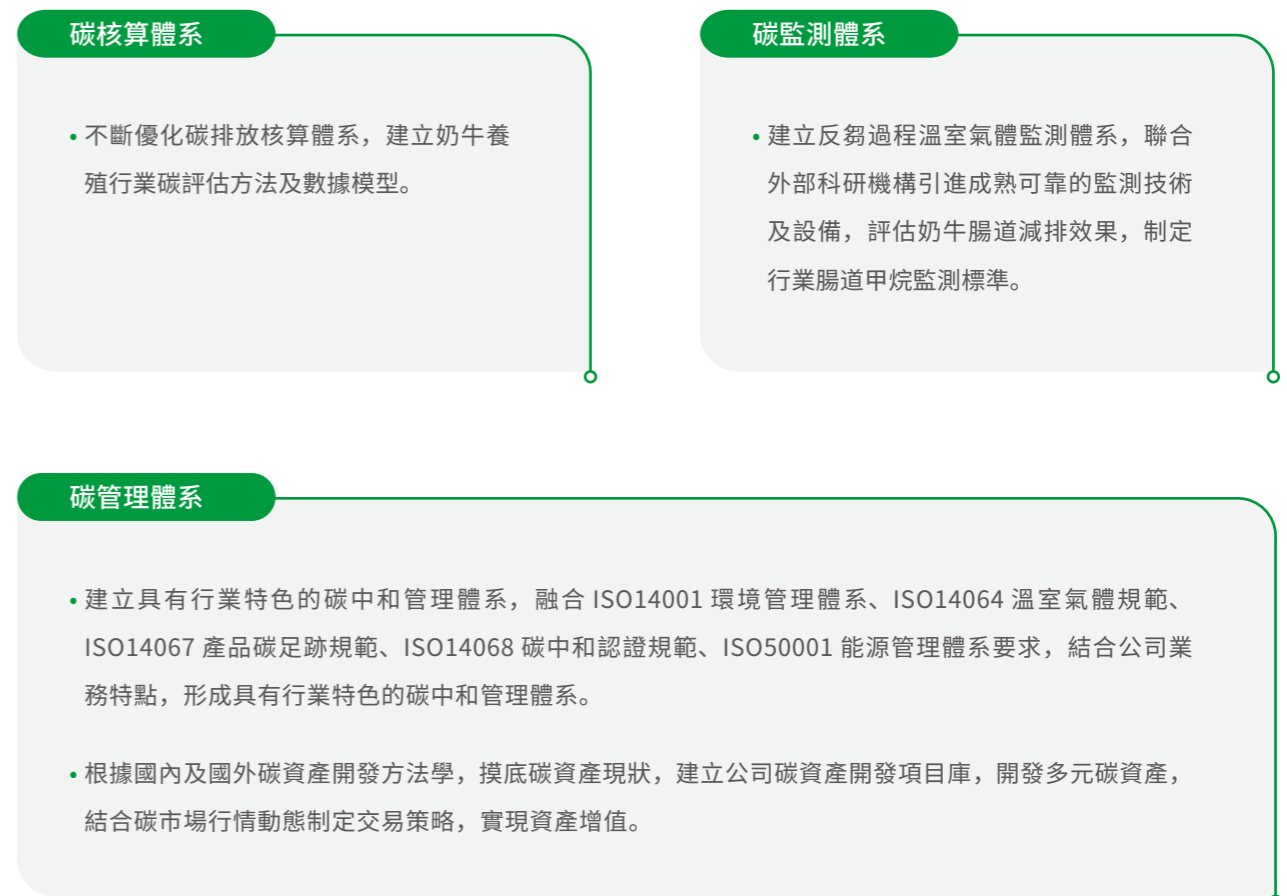 碳核算體系
• 不斷優化碳排放核算體系，建立奶牛養
殖行業碳評估方法及數據模型。
碳監測體系
• 建立反芻過程溫室氣體監測體系，聯合
外部科研機構引進成熟可靠的監測技術
及設備，評估奶牛腸道減排效果，制定
行業腸道甲烷監測標準。
碳管理體系
• 建立具有行業特色的碳中和管理體系，融合 ISO14001 環境管理體系、ISO14064 溫室氣體規範、
ISO14067 產品碳足跡規範、ISO14068 碳中和認證規範、ISO50001 能源管理體系要求，結合公司業
務特點，形成具有行業特色的碳中和管理體系。
• 根據國內及國外碳資產開發方法學，摸底碳資產現狀，建立公司碳資產開發項目庫，開發多元碳資產，
結合碳市場行情動態制定交易策略，實現資產增值。